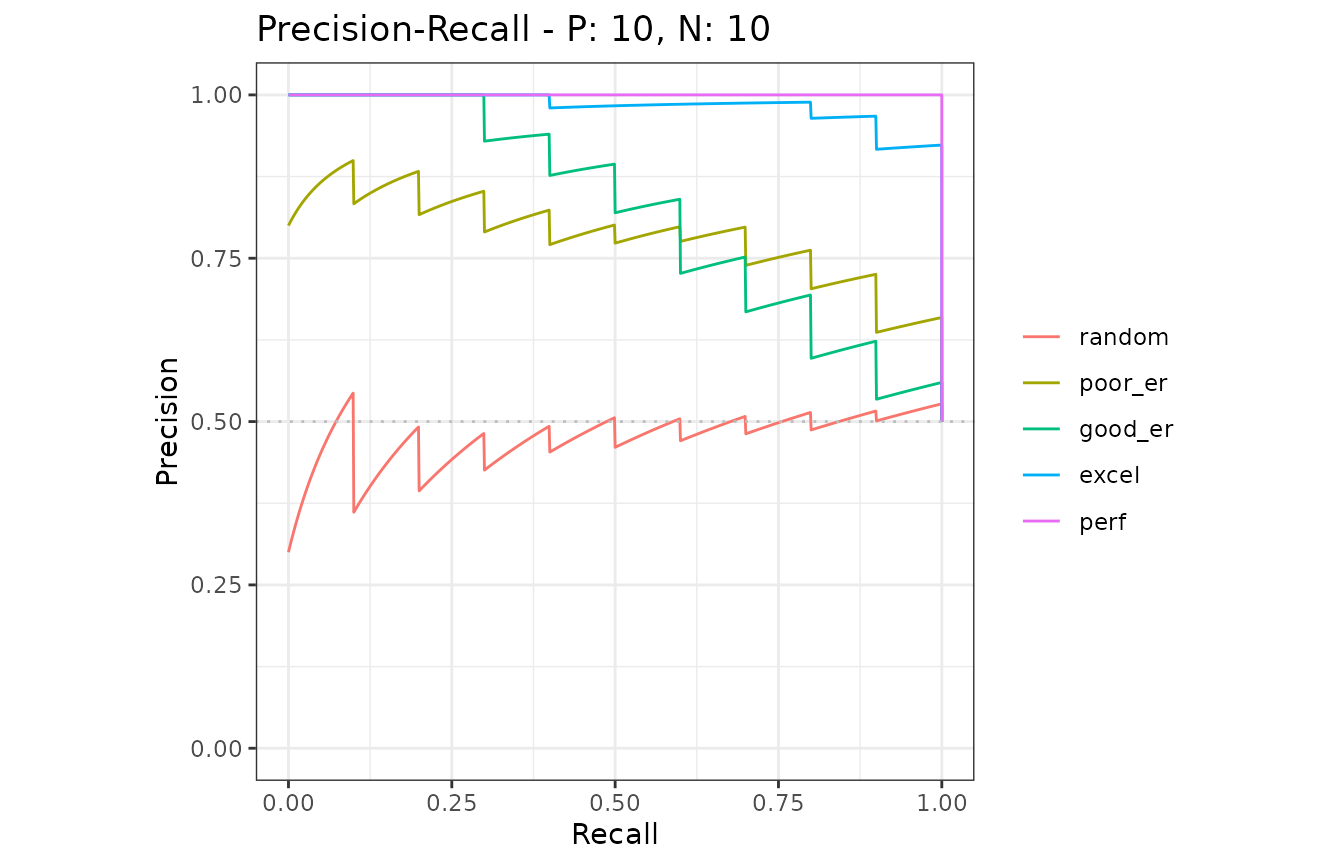 Precision-Recall - P: 10, N: 10
Precision
1.00
0.75
0.50
0.25
0.00
0.00 0.25 0.50 0.75 1.00
Recall
random
poor_er
good_er
excel
perf